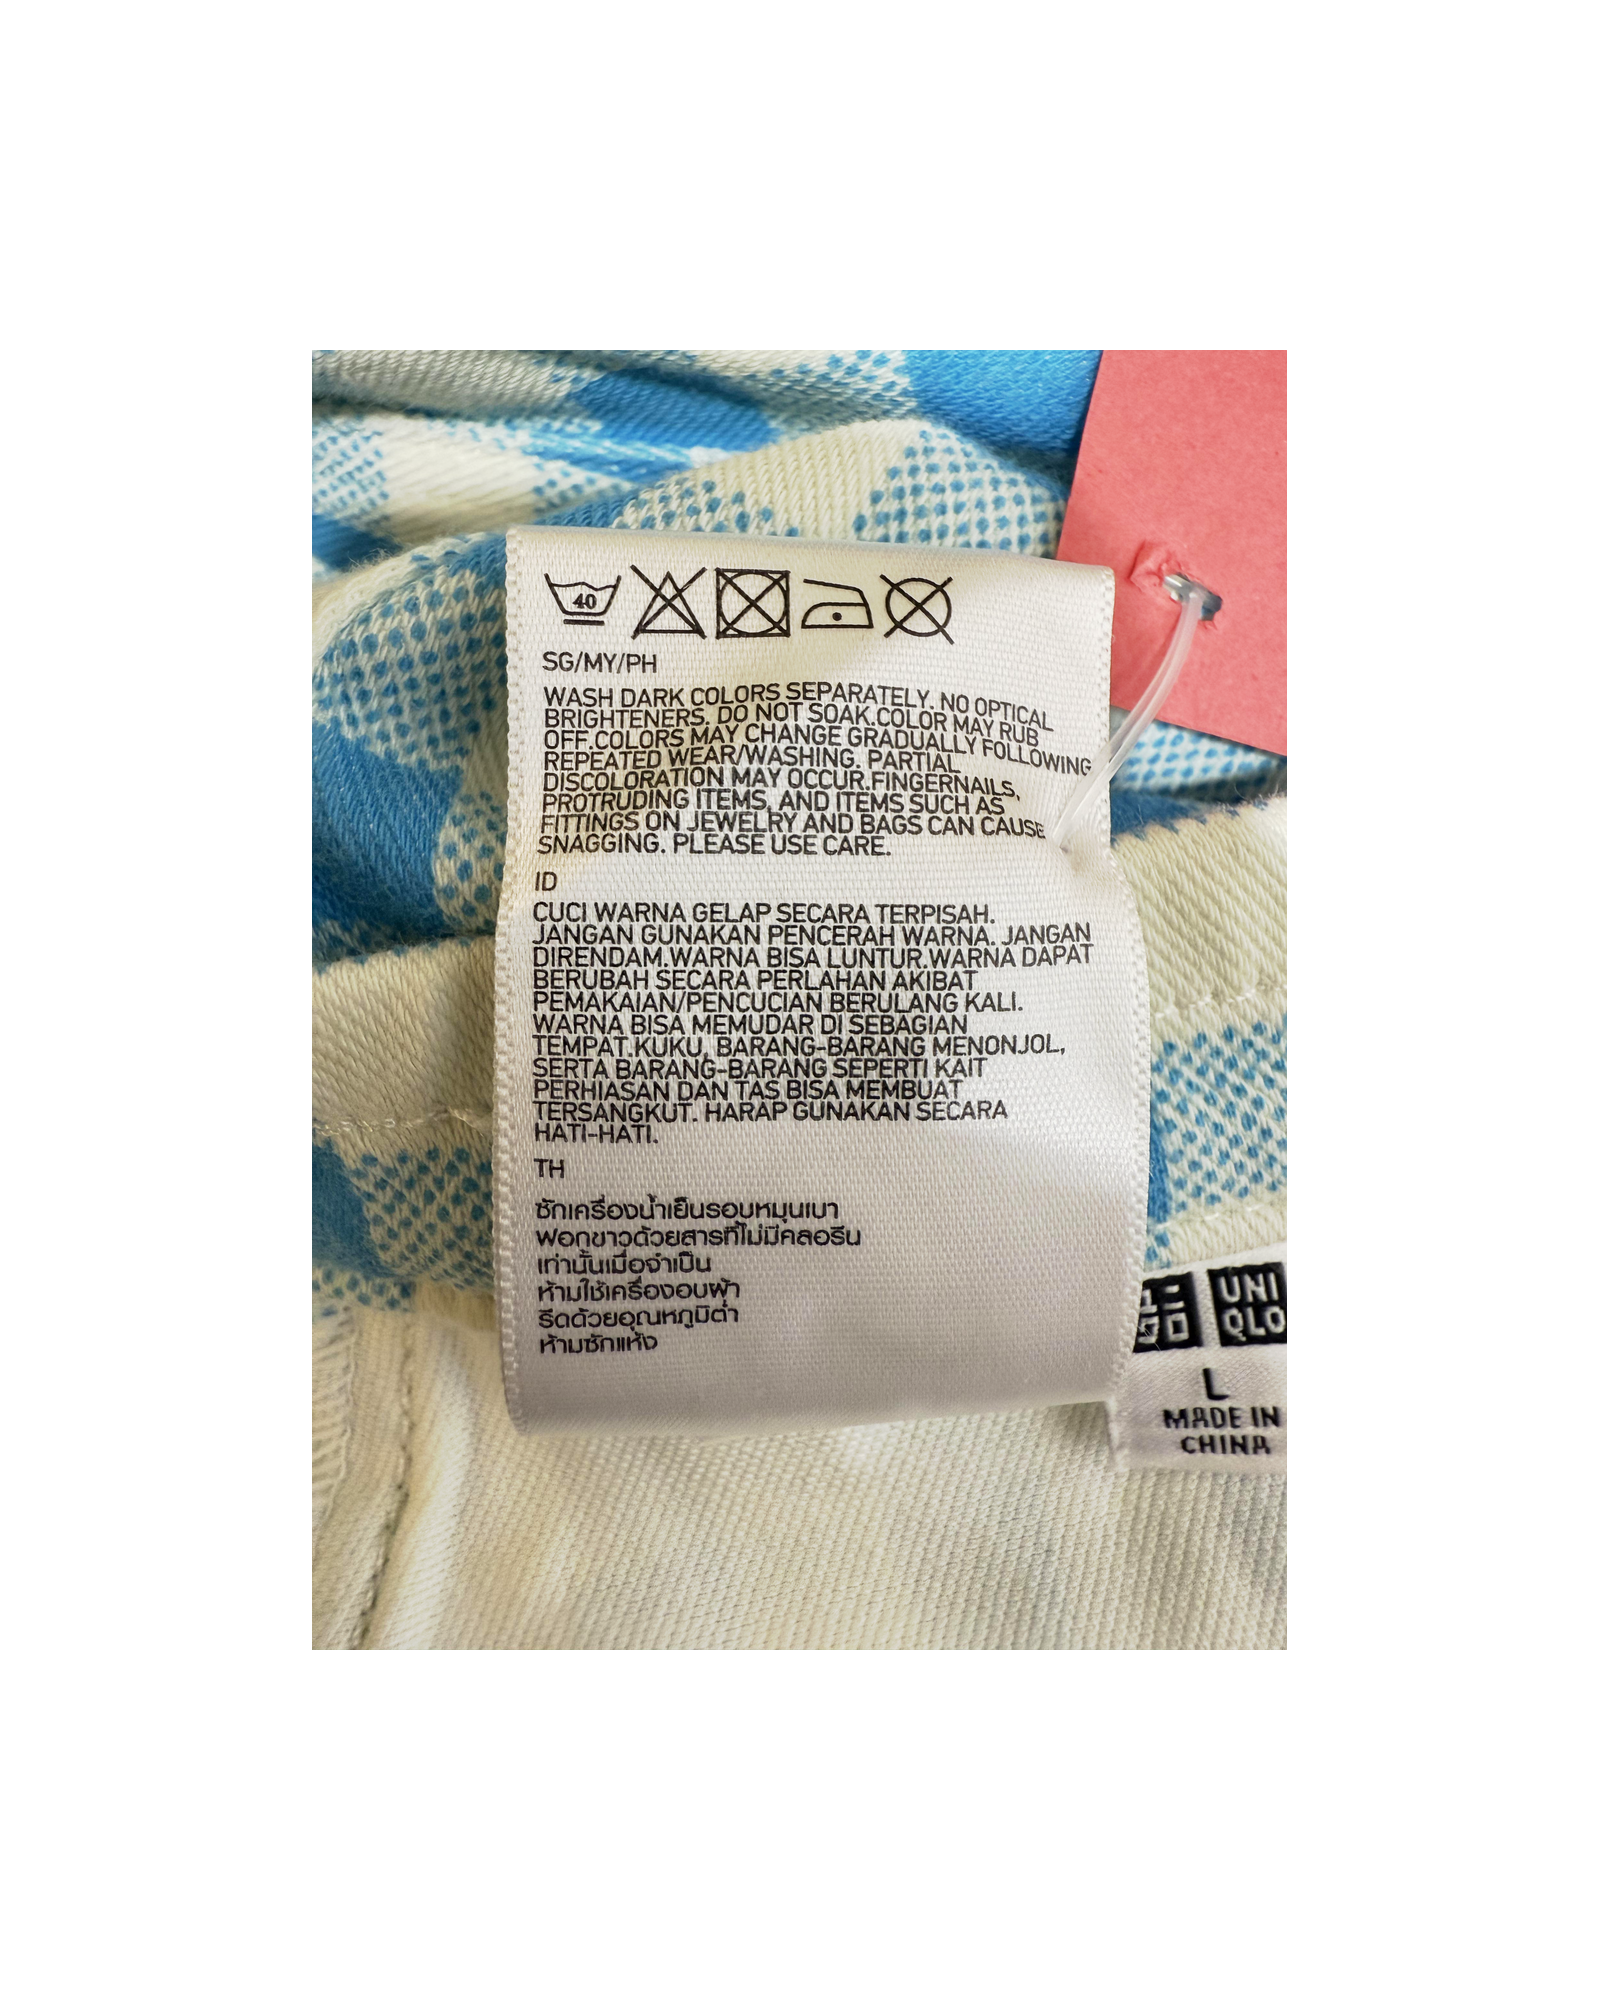 40
SG/MY/PH
WASH DARK COLORS SEPARATELY. NO OPTICAL
BRIGHTENERS. DO NOT SOAK.COLOR MAY RUB
OFF.COLORS MAY CHANGE GRADUALLY FOLLOWING
REPEATED WEAR/WASHING. PARTIAL
DISCOLORATION MAY OCCUR.FINGERNAILS,
PROTRUDING ITEMS, AND ITEMS SUCH AS
FITTINGS ON JEWELRY AND BAGS CAN CAUSE
SNAGGING. PLEASE USE CARE.
ID
CUCI WARNA GELAP SECARA TERPISAH.
JANGAN GUNAKAN PENCERAH WARNA. JANGAN
DIRENDAM.WARNA BISA LUNTUR.WARNA DAPAT
BERUBAH SECARA PERLAHAN AKIBAT
PEMAKAIAN/PENCUCIAN BERULANG KALI.
WARNA BISA MEMUDAR DI SEBAGIAN
TEMPAT.KUKU, BARANG-BARANG MENONJOL,
SERTA BARANG-BARANG SEPERTI KAIT
PERHIASAN DAN TAS BISA MEMBUAT
TERSANGKUT. HARAP GUNAKAN SECARA
HATI-HATI.
TH
ซักเครื่องน้ำเย็นรอบหมุนเบา
ฟอกขาวด้วยสารที่ไม่มีคลอรีน
เท่านั้นเมื่อจำเป็น
ห้ามใช้เครื่องอบผ้า
รีดด้วยอุณหภูมิต่ำ
ห้ามซักแห้ง
UNI
QLO
L
MADE IN
CHINA